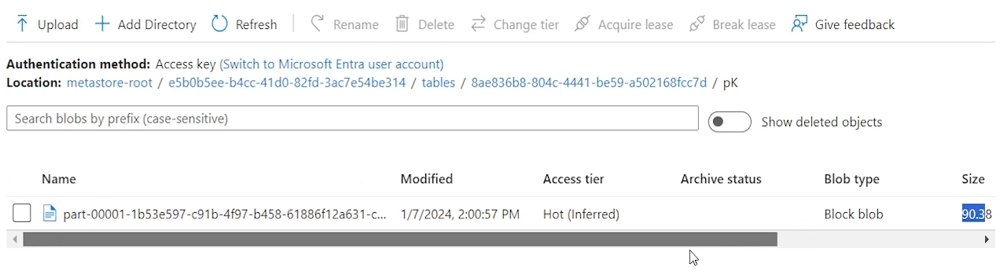 Upload Add Directory Refresh Rename Delete Change tier Acquire lease Break lease Give feedback
Authentication method: Access key (Switch to Microsoft Entra user account)
Location: metastore-root / e5b0b5ee-b4cc-41d0-82fd-3ac7e54be314 / tables / 8ae836b8-804c-4441-be59-a502168fcc7d / pK
Search blobs by prefix (case-sensitive) Show deleted objects
Name Modified Access tier Archive status Blob type Size
part-00001-1b53e597-c91b-4f97-b458-61886f12a631-c... 1/7/2024, 2:00:57 PM Hot (Inferred) Block blob 90.38